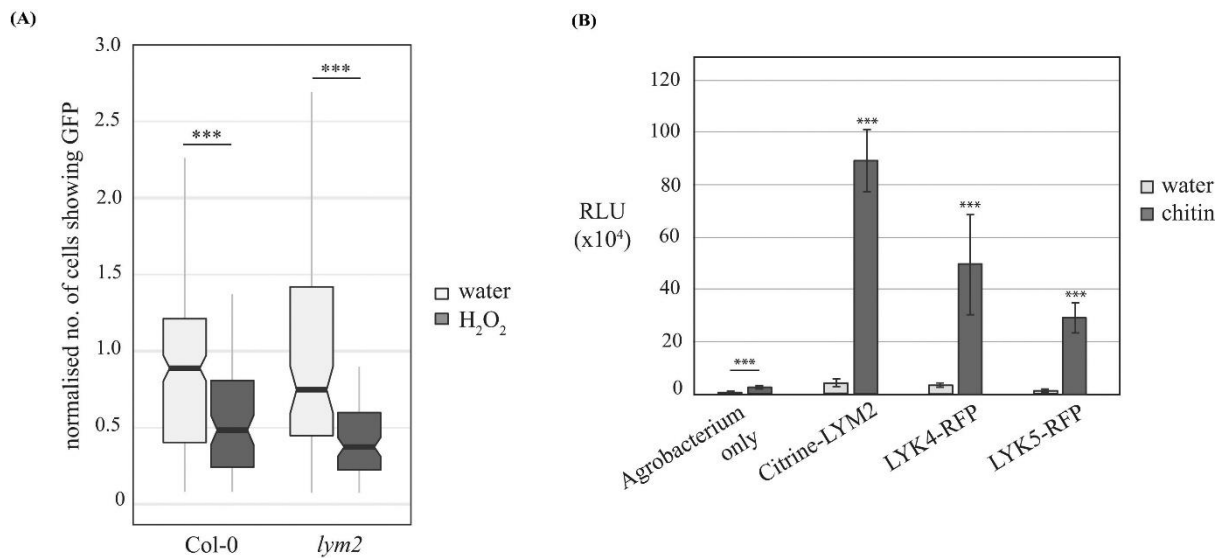 (A)
3.0
2.5
2.0
1.5
1.0
0.5
0
normalised no. of cells showing GFP
***
***
Col-0
lym2
water
H₂O₂
(B)
120
100
80
60
40
20
0
RLU
(x10⁴)
***
***
***
***
Agrobacterium
only
Citrine-LYM2
LYK4-RFP
LYK5-RFP
water
chitin